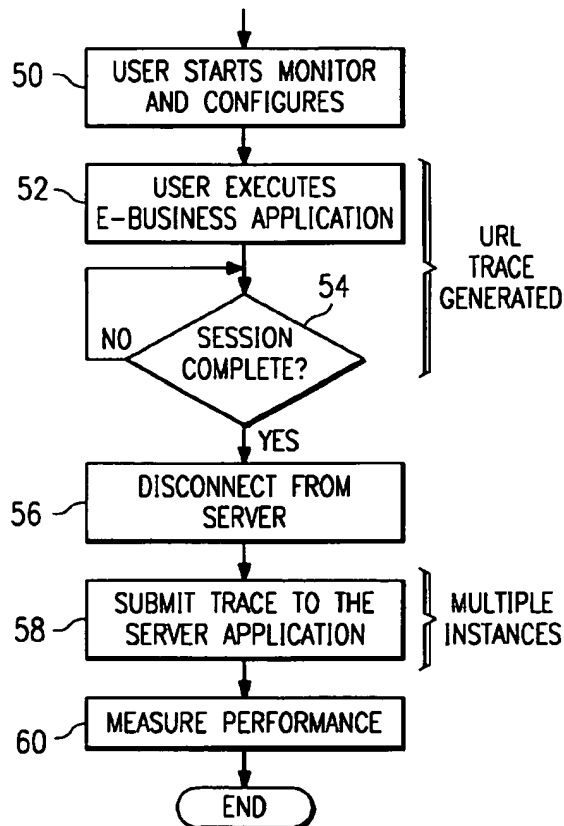 50
USER STARTS MONITOR
AND CONFIGURES
52
USER EXECUTES
E-BUSINESS APPLICATION
URL
TRACE
GENERATED
54
NO
SESSION
COMPLETE?
YES
56
DISCONNECT FROM
SERVER
58
SUBMIT TRACE TO THE
SERVER APPLICATION
MULTIPLE
INSTANCES
60
MEASURE PERFORMANCE
END